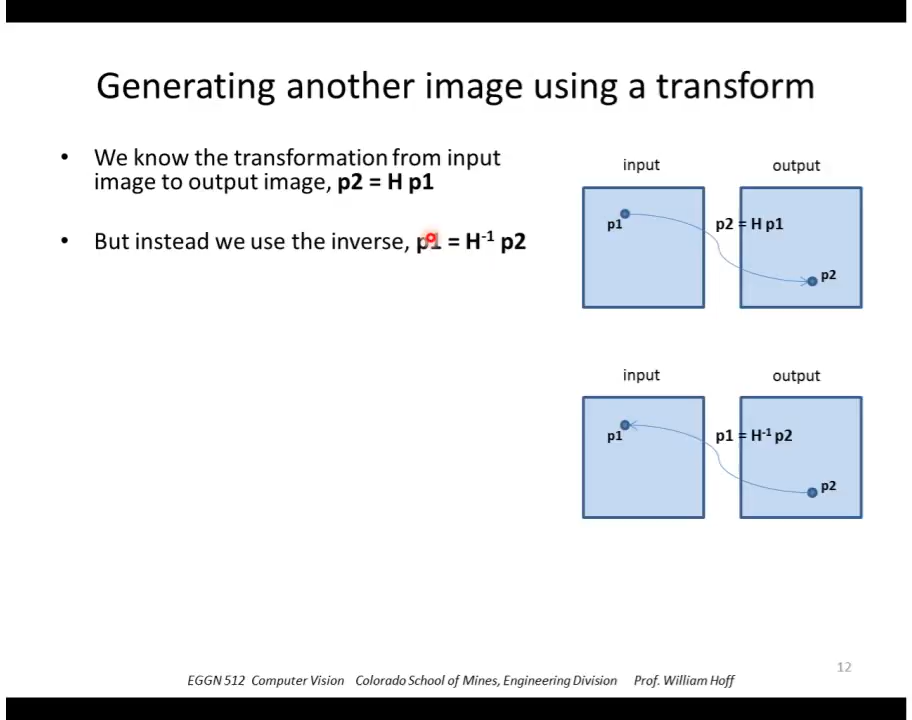 Generating another image using a transform
• We know the transformation from input
image to output image, p2 = H p1
• But instead we use the inverse, p1 = H⁻¹ p2
input output
p1 p2 = H p1
p2
input output
p1 p1 = H⁻¹ p2
p2
12
EGGN 512 Computer Vision Colorado School of Mines, Engineering Division Prof. William Hoff